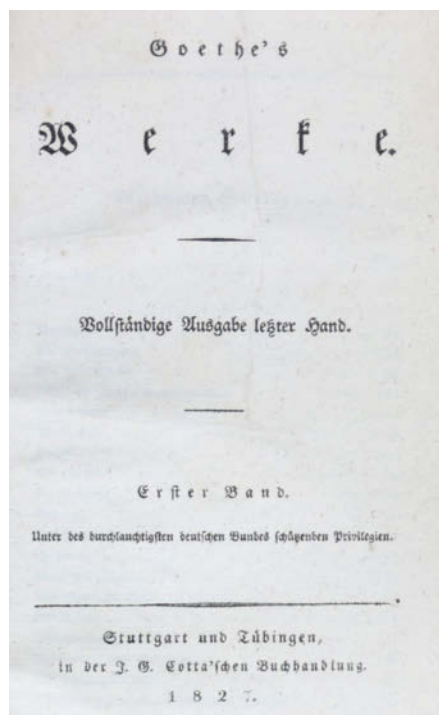 Goethe's
Werke.
Vollständige Ausgabe letzter Hand.
Erster Band.
Unter des durchlauchtigsten deutschen Bundes schützenden Privilegien.
Stuttgart und Tübingen,
in der J. G. Cotta'schen Buchhandlung.
1827.